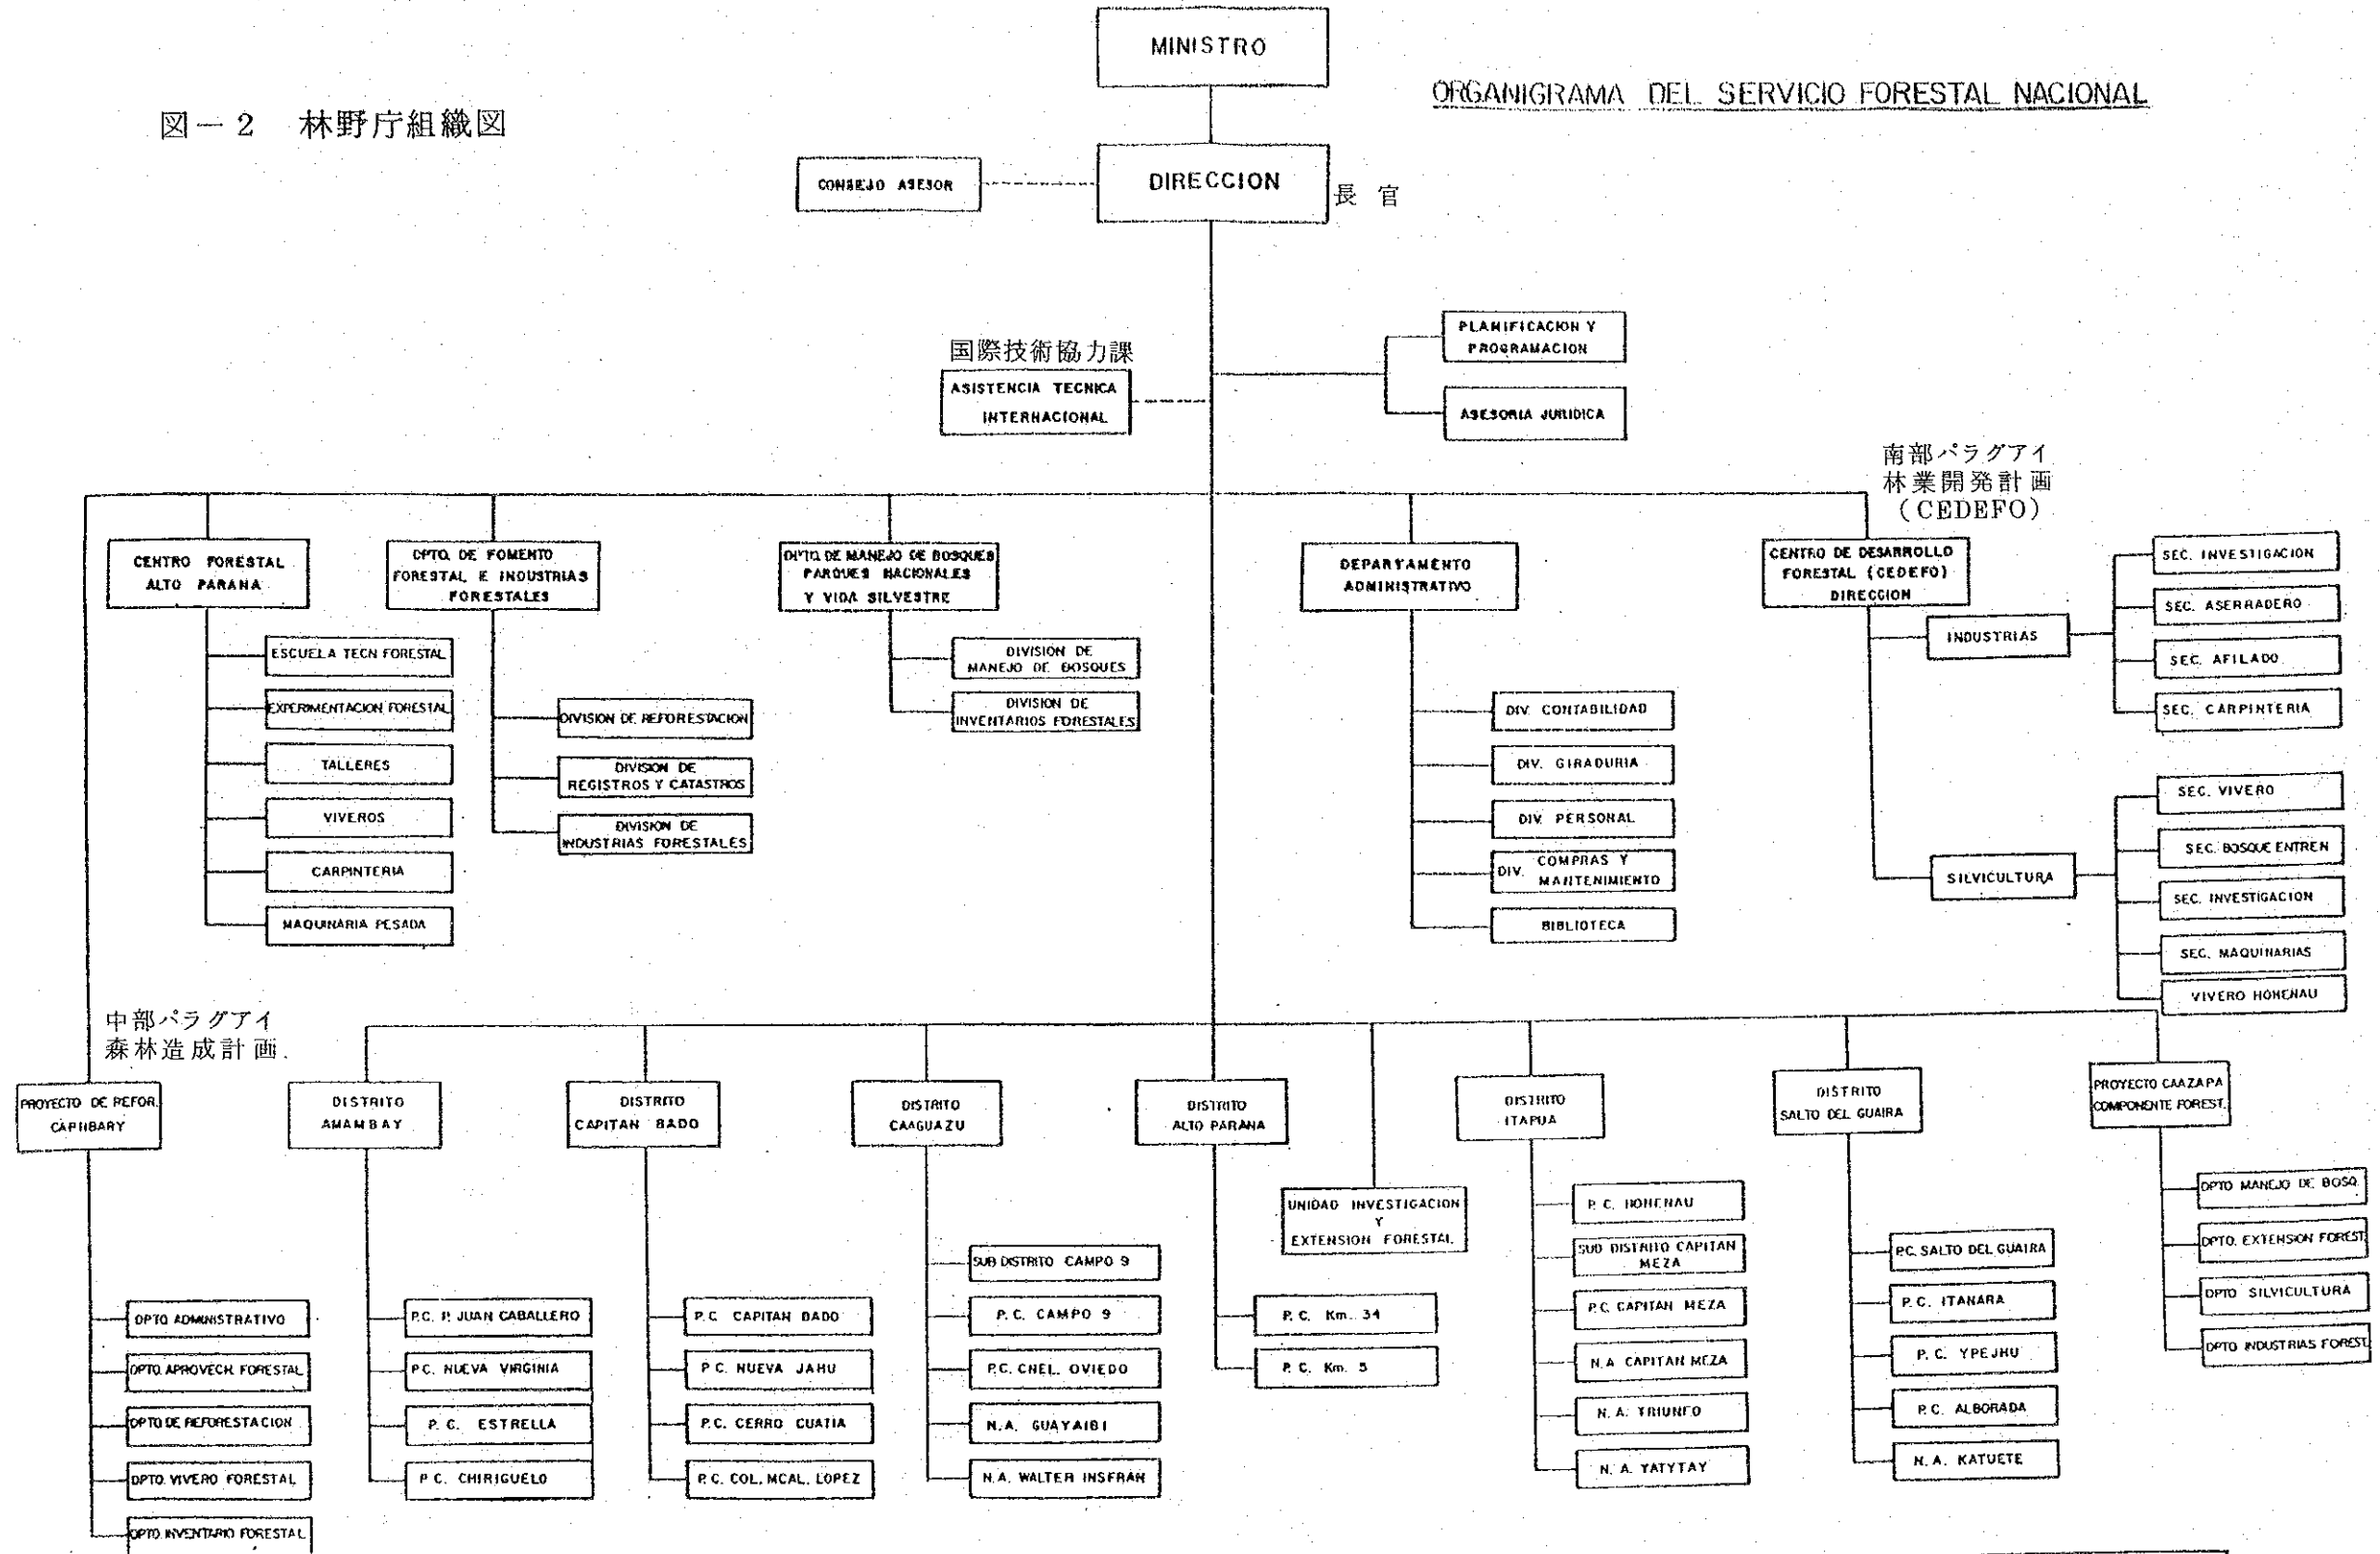 MINISTRO
ORGANIGRAMA DEL SERVICIO FORESTAL NACIONAL
図-2 林野庁組織図
CONSEJO ASESOR
DIRECCION
長官
PLANIFICACION Y
PROGRAMACION
国際技術協力課
ASISTENCIA TECNICA
INTERNACIONAL
ASESORIA JURIDICA
南部パラグアイ
林業開発計画
(CEDEFO)
CENTRO FORESTAL
ALTO PARANA
DPTO. DE FOMENTO
FORESTAL E INDUSTRIAS
FORESTALES
DPTO. DE MANEJO DE BOSQUES
PARQUES NACIONALES
Y VIDA SILVESTRE
DEPARTAMENTO
ADMINISTRATIVO
CENTRO DE DESARROLLO
FORESTAL (CEDEFO)
DIRECCION
ESCUELA TECN FORESTAL
EXPERIMENTACION FORESTAL
TALLERES
VIVEROS
CARPINTERIA
MAQUINARIA PESADA
DIVISION DE REFORESTACION
DIVISION DE
REGISTROS Y CATASTROS
DIVISION DE
INDUSTRIAS FORESTALES
DIVISION DE
MANEJO DE BOSQUES
DIVISION DE
INVENTARIOS FORESTALES
DIV. CONTABILIDAD
DIV. GIRADURIA
DIV. PERSONAL
DIV. COMPRAS Y
MANTENIMIENTO
BIBLIOTECA
INDUSTRIAS
SEC. INVESTIGACION
SEC. ASERRADERO
SEC. AFILADO
SEC. CARPINTERIA
SILVICULTURA
SEC. VIVERO
SEC. BOSQUE ENTREN
SEC. INVESTIGACION
SEC. MAQUINARIAS
VIVERO HOHENAU
中部パラグアイ
森林造成計画
PROYECTO DE REFOR.
CAPIIBARY
DISTRITO
AMAMBAY
DISTRITO
CAPITAN BADO
DISTRITO
CAAGUAZU
DISTRITO
ALTO PARANA
DISTRITO
ITAPUA
DISTRITO
SALTO DEL GUAIRA
PROYECTO CAAZAPA
COMPONENTE FOREST.
UNIDAD INVESTIGACION
Y
EXTENSION FORESTAL
DPTO ADMINISTRATIVO
DPTO. APROVECH. FORESTAL
DPTO DE REFORESTACION
DPTO. VIVERO FORESTAL
DPTO. INVENTARIO FORESTAL
P.C. P. JUAN CABALLERO
P.C. NUEVA VIRGINIA
P.C. ESTRELLA
P.C. CHIRIGUELO
P.C. CAPITAN BADO
P.C. NUEVA JAHU
P.C. CERRO CUATIA
P.C. COL. MCAL. LOPEZ
SUB DISTRITO CAMPO 9
P.C. CAMPO 9
P.C. CNEL. OVIEDO
N.A. GUAYAIBI
N.A. WALTER INSFRAN
P.C. Km. 34
P.C. Km. 5
P.C. HOHENAU
SUB DISTRITO CAPITAN
MEZA
P.C. CAPITAN MEZA
N.A. CAPITAN MEZA
N.A. TRIUNFO
N.A. YATYTAY
P.C. SALTO DEL GUAIRA
P.C. ITANARA
P.C. YPEJHU
P.C. ALBORADA
N.A. KATUETE
DPTO MANEJO DE BOSQ.
DPTO. EXTENSION FOREST.
DPTO SILVICULTURA
DPTO INDUSTRIAS FOREST.